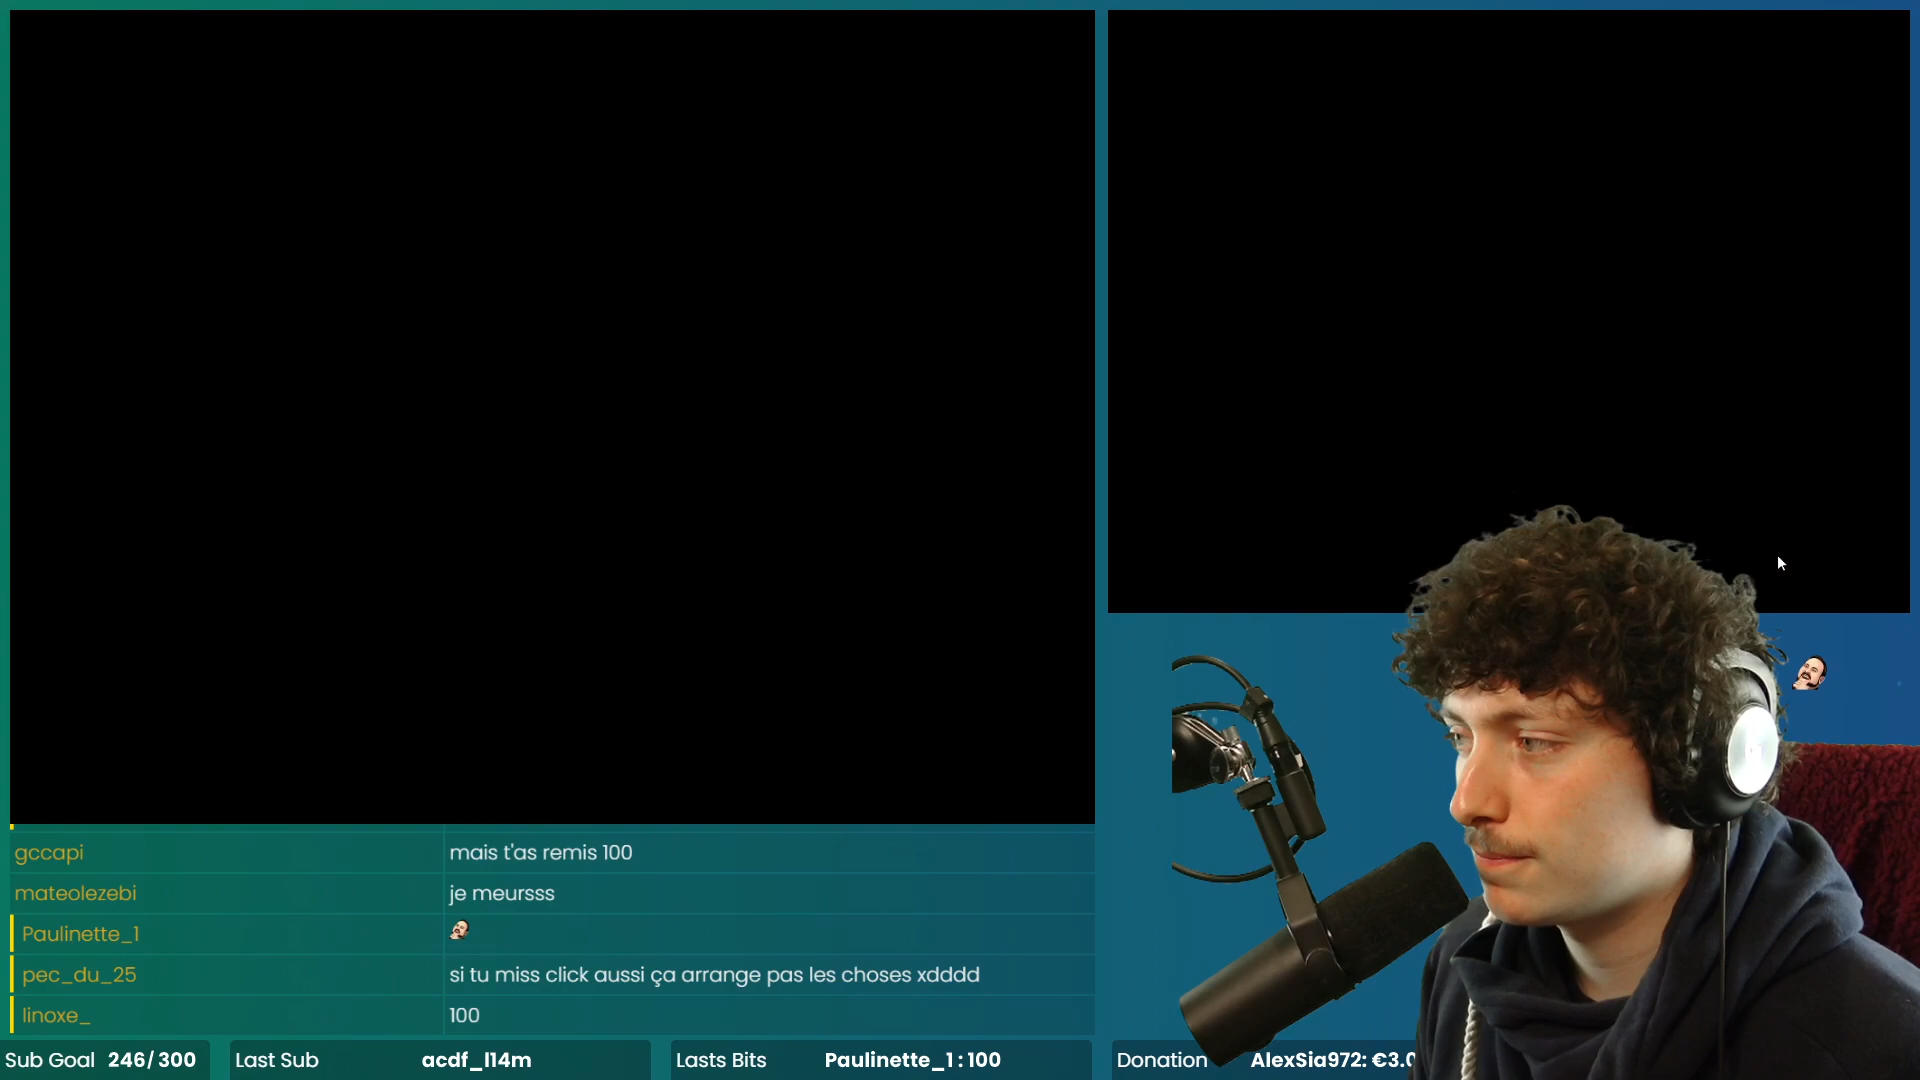 gccapi mais t'as remis 100
mateolezebi je meursss
Paulinette_1
pec_du_25 si tu miss click aussi ça arrange pas les choses xdddd
linoxe_ 100
Sub Goal 246/300 Last Sub acdf_l14m Lasts Bits Paulinette_1 : 100 Donation AlexSia972: €3.0